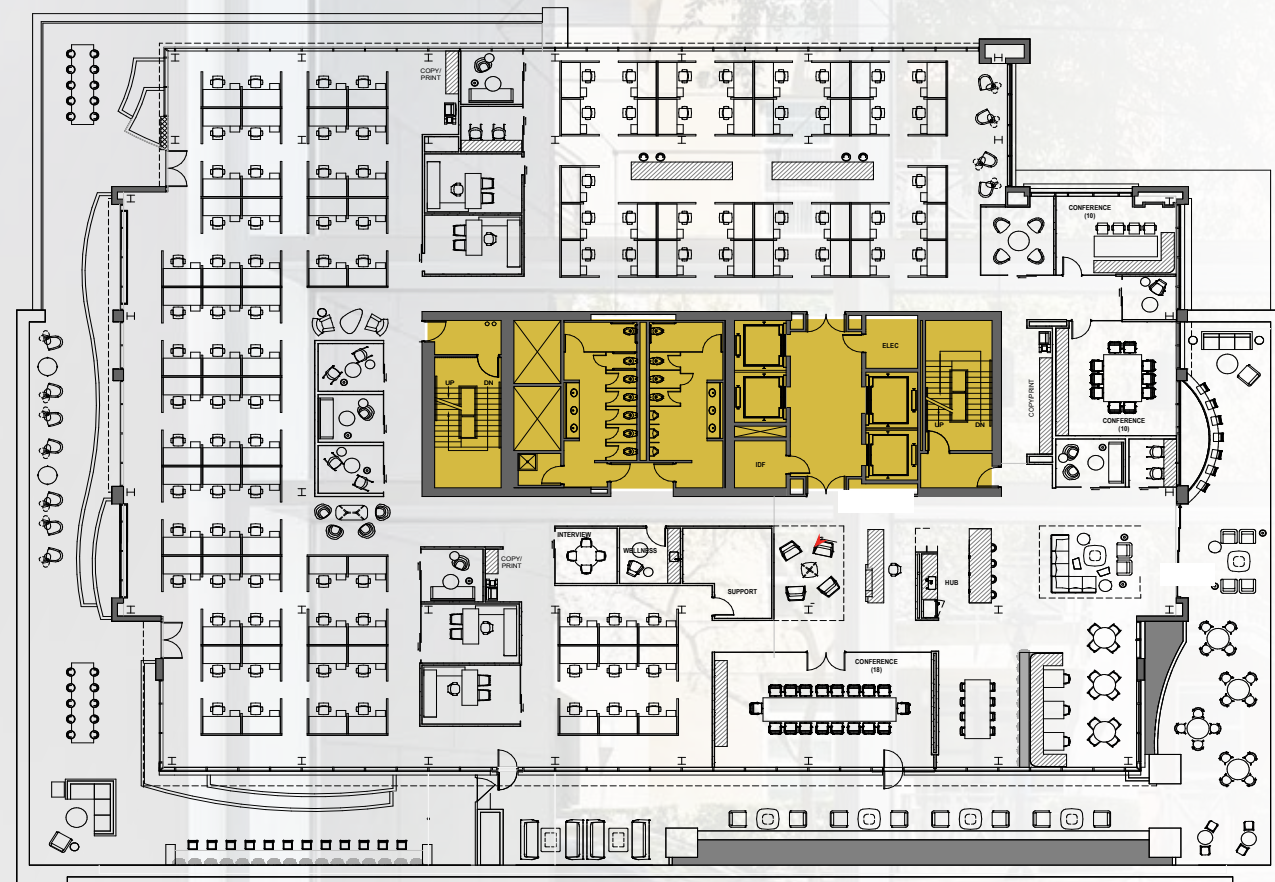 COPY/
PRINT
CONFERENCE
(10)
ELEC
UP
DN
COPY/PRINT
CONFERENCE
(10)
UP
DN
IDF
INTERVIEW
WELLNESS
COPY/
PRINT
HUB
SUPPORT
CONFERENCE
(18)